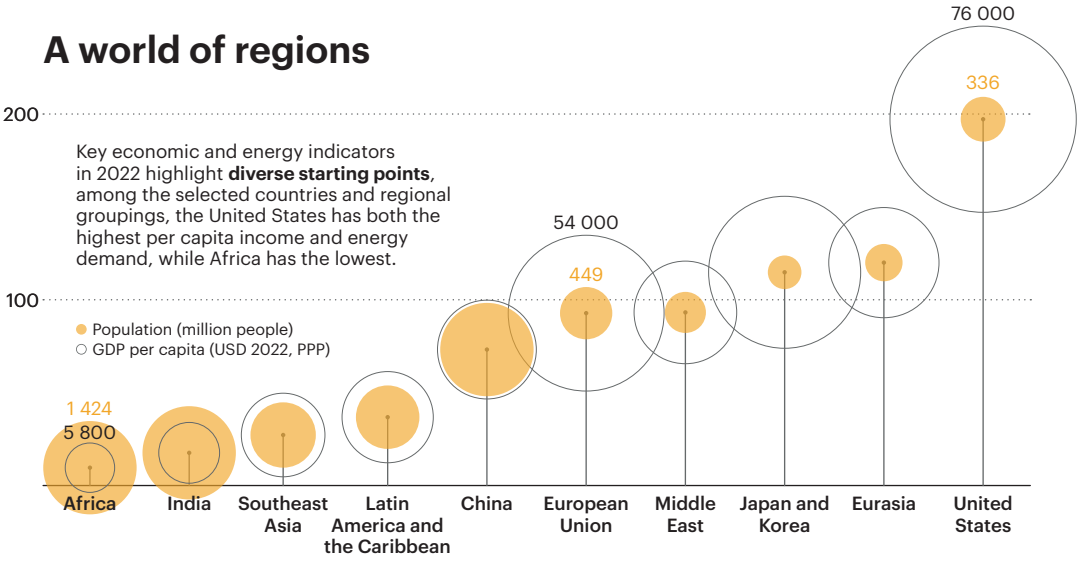 A world of regions
76 000
336
200
Key economic and energy indicators
in 2022 highlight diverse starting points,
among the selected countries and regional
groupings, the United States has both the
highest per capita income and energy
demand, while Africa has the lowest.
54 000
449
100
Population (million people)
GDP per capita (USD 2022, PPP)
1 424
5 800
Africa
India
Southeast
Asia
Latin
America and
the Caribbean
China
European
Union
Middle
East
Japan and
Korea
Eurasia
United
States